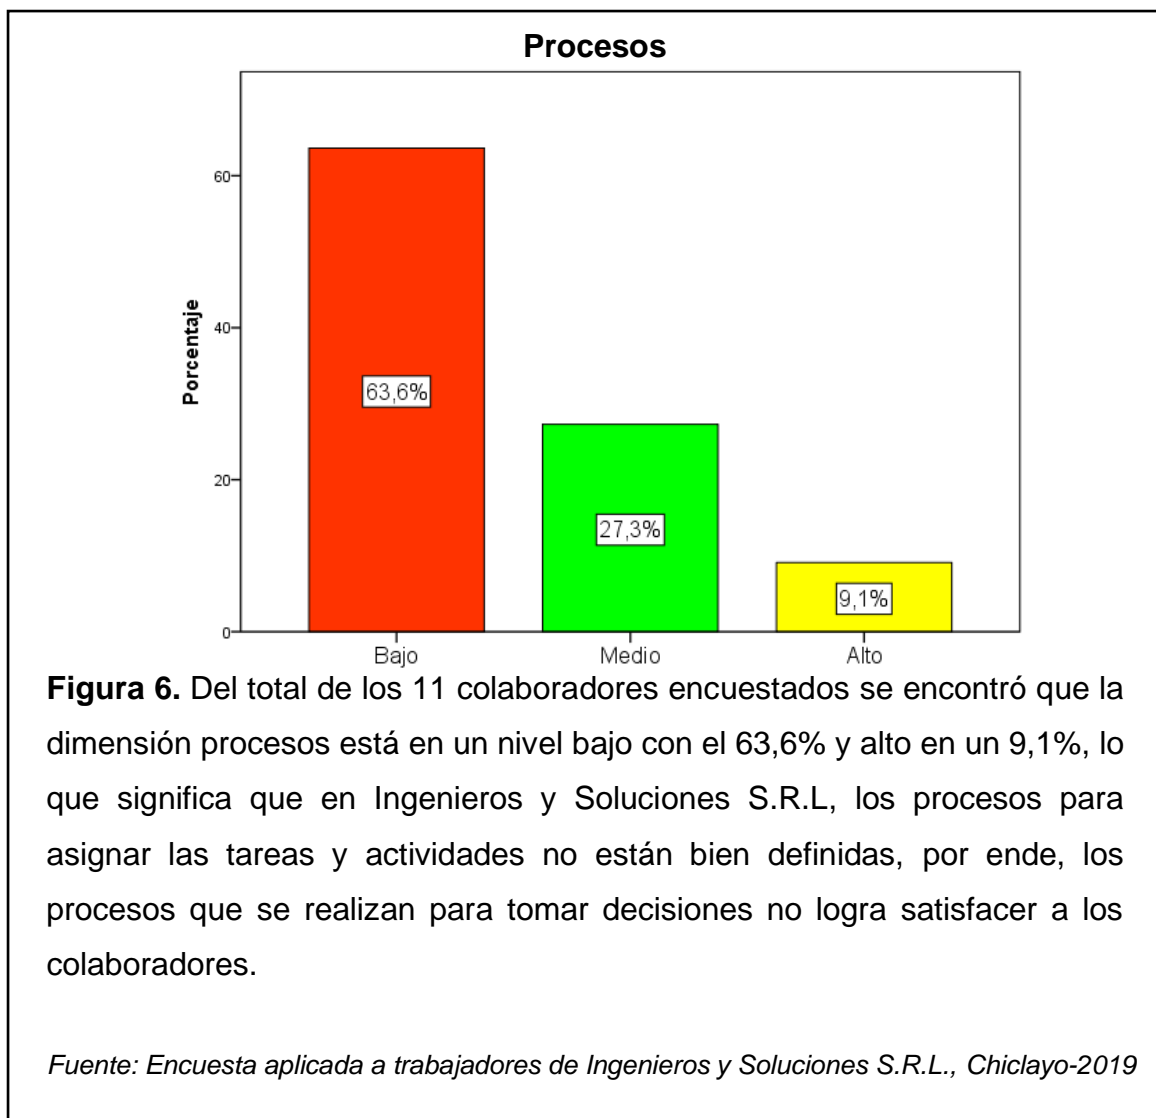 Procesos
60
40
20
0
Porcentaje
63,6%
27,3%
9,1%
Bajo Medio Alto
Figura 6. Del total de los 11 colaboradores encuestados se encontró que la
dimensión procesos está en un nivel bajo con el 63,6% y alto en un 9,1%, lo
que significa que en Ingenieros y Soluciones S.R.L, los procesos para
asignar las tareas y actividades no están bien definidas, por ende, los
procesos que se realizan para tomar decisiones no logra satisfacer a los
colaboradores.
Fuente: Encuesta aplicada a trabajadores de Ingenieros y Soluciones S.R.L., Chiclayo-2019